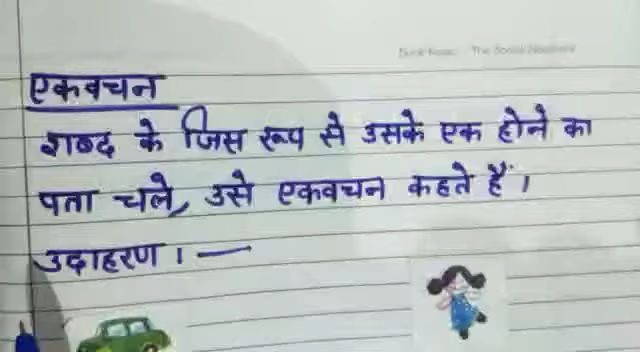 एकवचन
शब्द के जिस रूप से उसके एक होने का
पता चले, उसे एकवचन कहते हैं।
उदाहरण । —